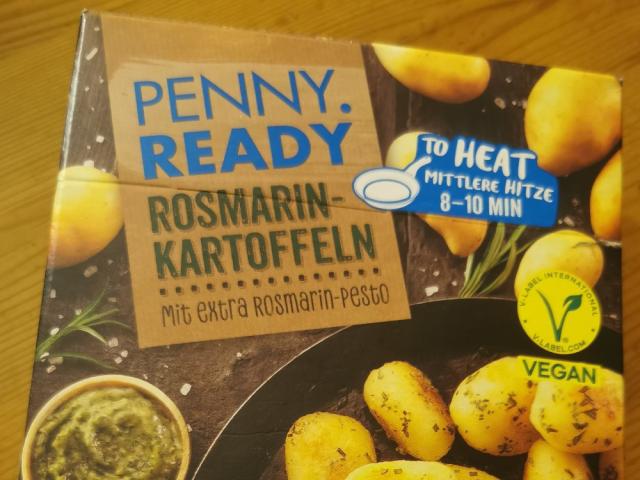 PENNY.
READY
ROSMARIN-
KARTOFFELN
Mit extra Rosmarin-Pesto
TO HEAT
MITTLERE HITZE
8–10 MIN
V-LABEL INTERNATIONAL
V-LABEL.COM
VEGAN